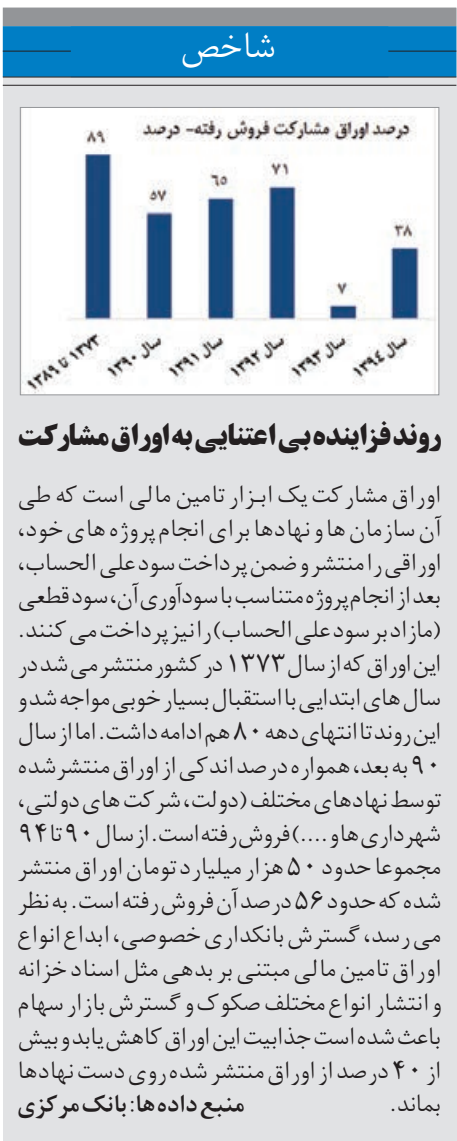 شاخص
درصد اوراق مشارکت فروش رفته- درصد
۸۹
۵۷
۶۵
۷۱
۷
۳۸
۱۳۷۳ تا ۱۳۸۹
سال ۱۳۹۰
سال ۱۳۹۱
سال ۱۳۹۲
سال ۱۳۹۳
سال ۱۳۹٤
روند فزاینده بی اعتنایی به اوراق مشارکت
اوراق مشارکت یک ابزار تامین مالی است که طی
آن سازمان ها و نهادها برای انجام پروژه های خود،
اوراقی را منتشر و ضمن پرداخت سود علی الحساب،
بعد از انجام پروژه متناسب با سودآوری آن، سود قطعی
(مازاد بر سود علی الحساب) را نیز پرداخت می کنند.
این اوراق که از سال ۱۳۷۳ در کشور منتشر می شد در
سال های ابتدایی با استقبال بسیار خوبی مواجه شد و
این روند تا انتهای دهه ۸۰ هم ادامه داشت. اما از سال
۹۰ به بعد، همواره درصد اندکی از اوراق منتشر شده
توسط نهادهای مختلف (دولت، شرکت های دولتی،
شهرداری ها و ....) فروش رفته است. از سال ۹۰ تا ۹۴
مجموعا حدود ۵۰ هزار میلیارد تومان اوراق منتشر
شده که حدود ۵۶ درصد آن فروش رفته است. به نظر
می رسد، گسترش بانکداری خصوصی، ابداع انواع
اوراق تامین مالی مبتنی بر بدهی مثل اسناد خزانه
و انتشار انواع مختلف صکوک و گسترش بازار سهام
باعث شده است جذابیت این اوراق کاهش یابد و بیش
از ۴۰ درصد از اوراق منتشر شده روی دست نهادها
بماند. منبع داده ها: بانک مرکزی